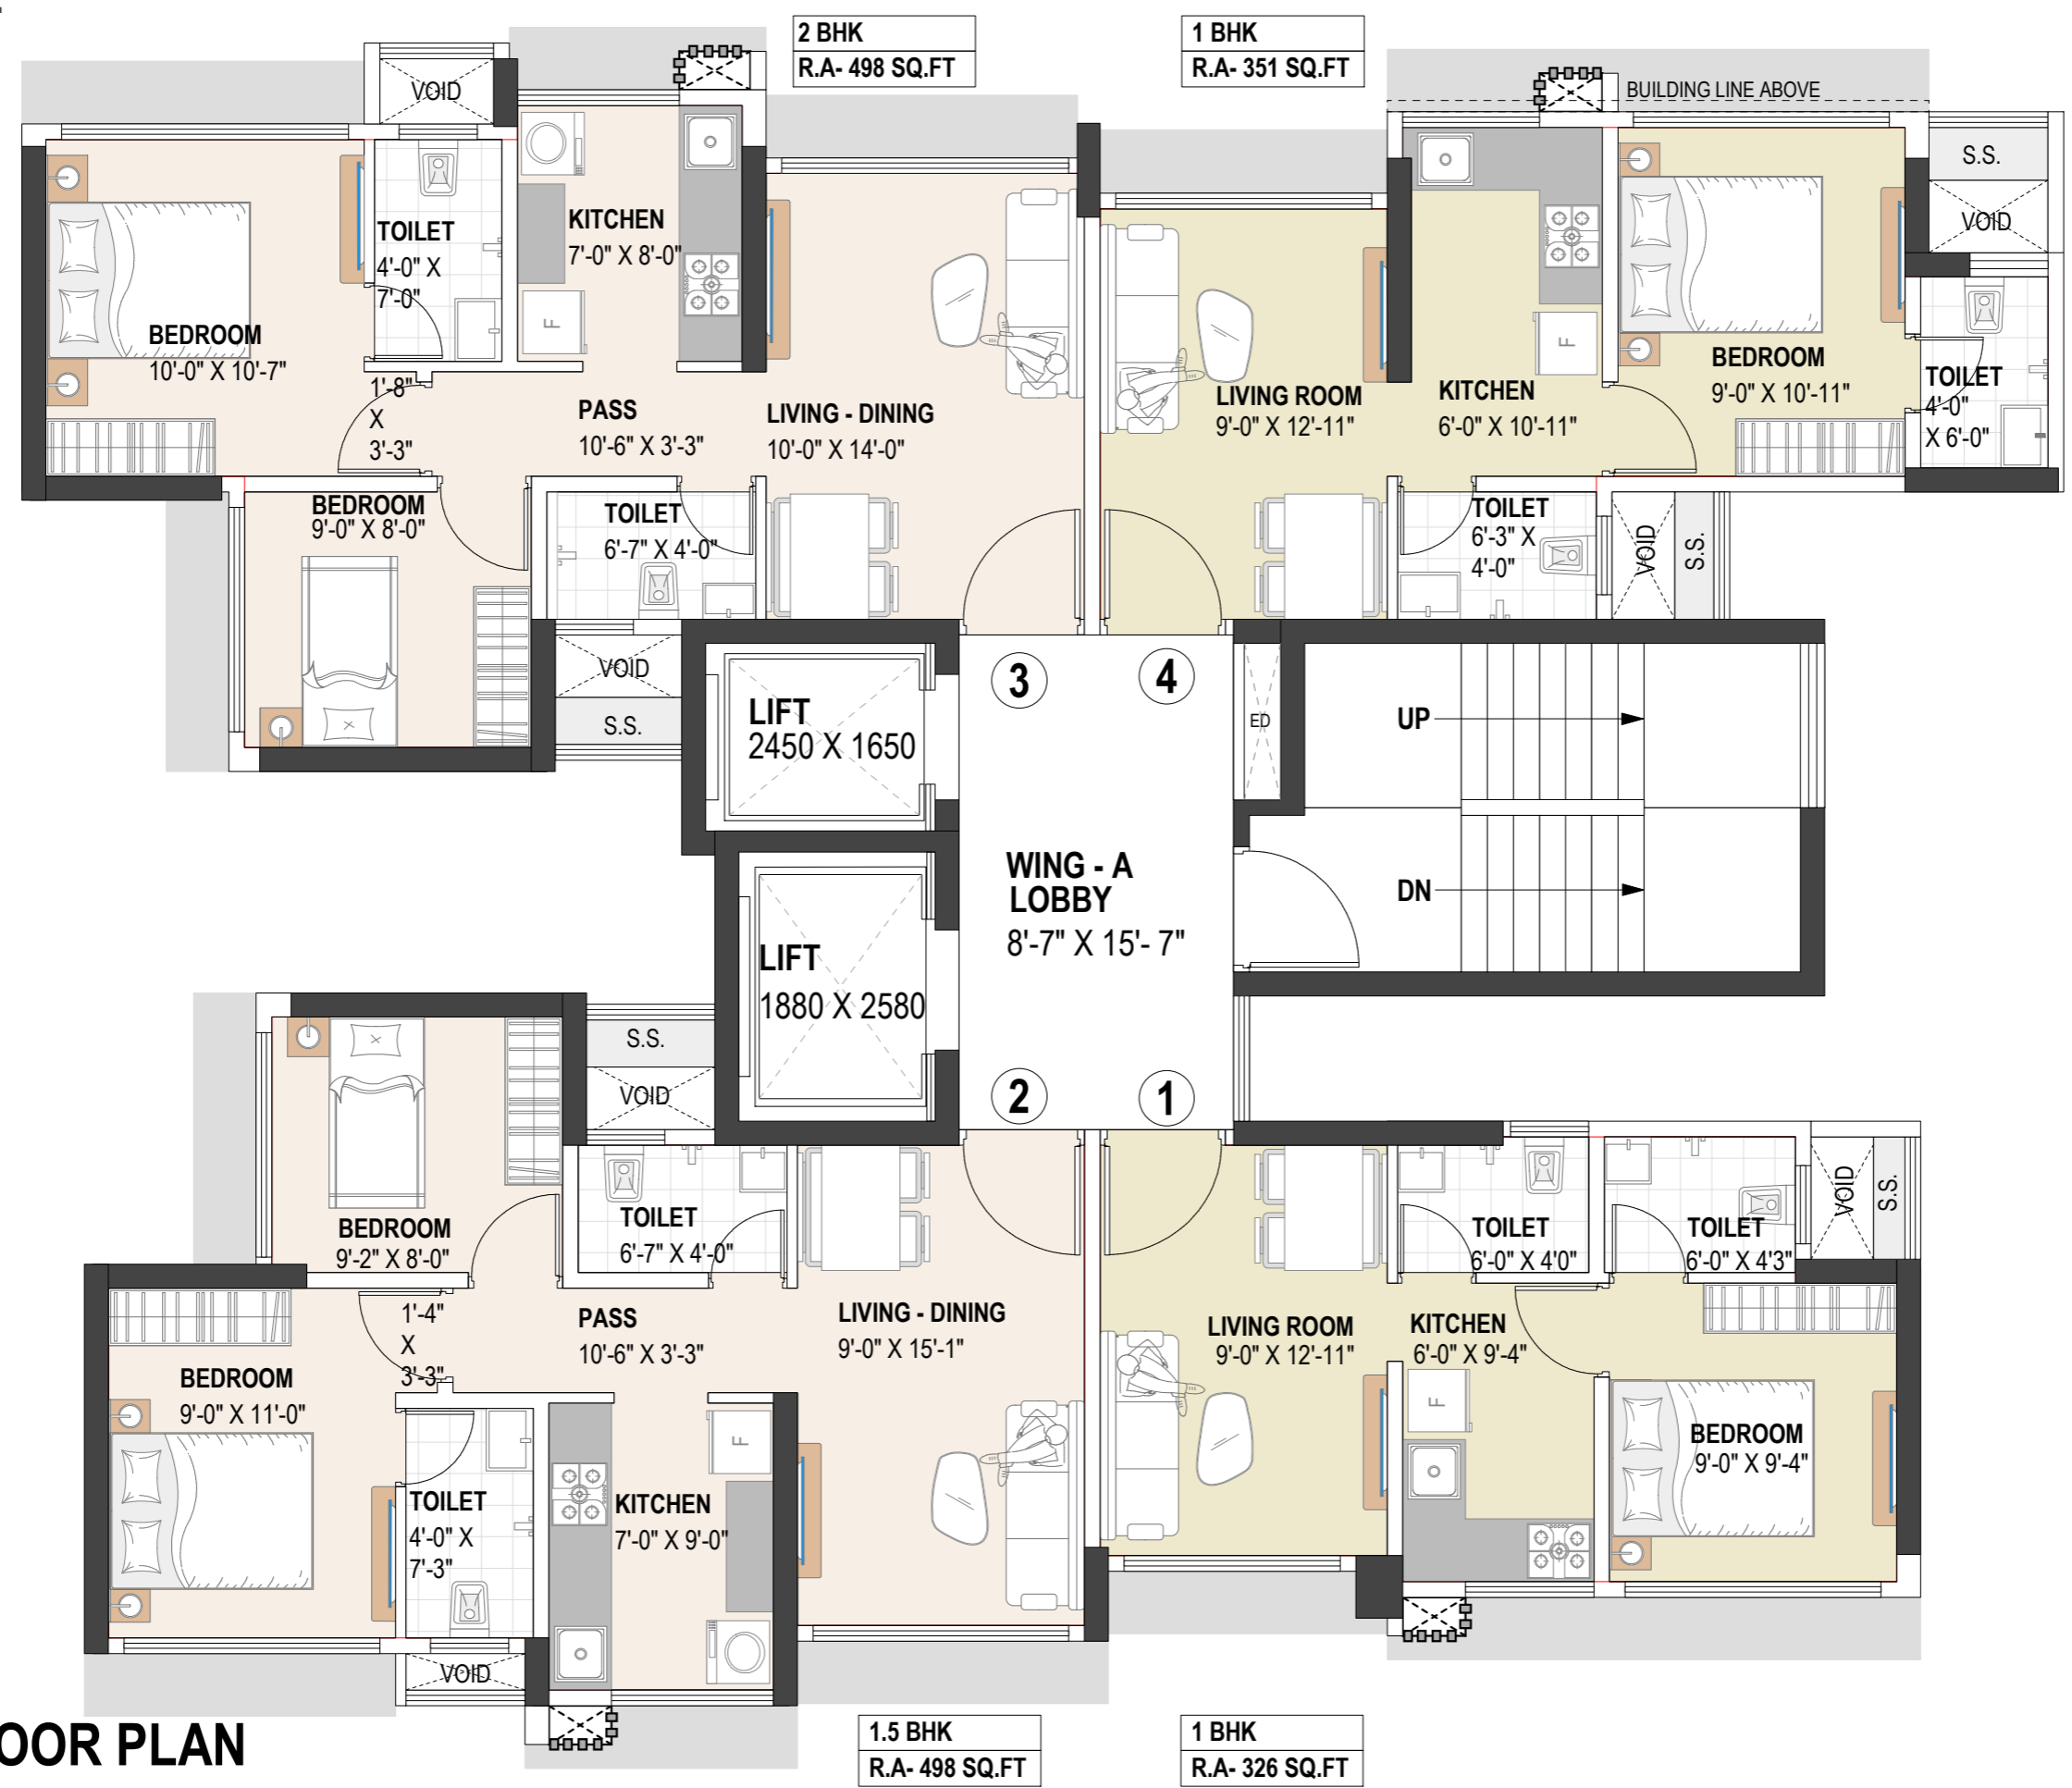 2 BHK
R.A- 498 SQ.FT
1 BHK
R.A- 351 SQ.FT
BUILDING LINE ABOVE
VOID
S.S.
VOID
TOILET
4'-0" X
7'-0"
KITCHEN
7'-0" X 8'-0"
BEDROOM
10'-0" X 10'-7"
F
1'-8"
X
3'-3"
PASS
10'-6" X 3'-3"
LIVING - DINING
10'-0" X 14'-0"
LIVING ROOM
9'-0" X 12'-11"
KITCHEN
6'-0" X 10'-11"
F
BEDROOM
9'-0" X 10'-11"
TOILET
4'-0"
X 6'-0"
BEDROOM
9'-0" X 8'-0"
TOILET
6'-7" X 4'-0"
TOILET
6'-3" X
4'-0"
VOID
S.S.
VOID
S.S.
LIFT
2450 X 1650
3
4
ED
UP
WING - A
LOBBY
8'-7" X 15'- 7"
DN
LIFT
1880 X 2580
S.S.
VOID
2
1
BEDROOM
9'-2" X 8'-0"
TOILET
6'-7" X 4'-0"
TOILET
6'-0" X 4'0"
TOILET
6'-0" X 4'3"
VOID
S.S.
1'-4"
X
3'-3"
PASS
10'-6" X 3'-3"
LIVING - DINING
9'-0" X 15'-1"
LIVING ROOM
9'-0" X 12'-11"
KITCHEN
6'-0" X 9'-4"
F
BEDROOM
9'-0" X 11'-0"
F
BEDROOM
9'-0" X 9'-4"
TOILET
4'-0" X
7'-3"
KITCHEN
7'-0" X 9'-0"
VOID
OOR PLAN
1.5 BHK
R.A- 498 SQ.FT
1 BHK
R.A- 326 SQ.FT